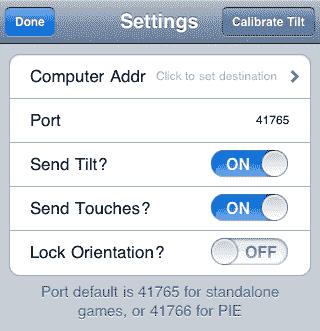 Done Settings Calibrate Tilt
Computer Addr Click to set destination
Port 41765
Send Tilt? ON
Send Touches? ON
Lock Orientation? OFF
Port default is 41765 for standalone
games, or 41766 for PIE